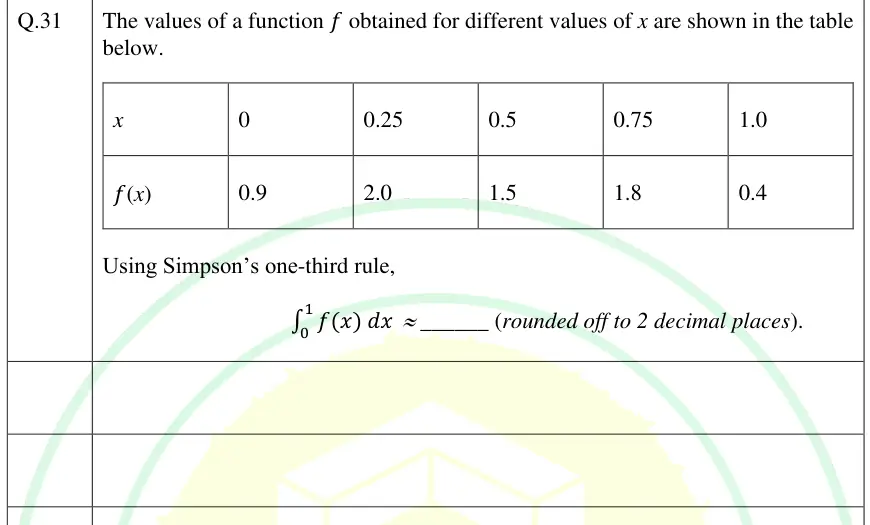 Q.31 The values of a function f obtained for different values of x are shown in the table
below.
x 0 0.25 0.5 0.75 1.0
f(x) 0.9 2.0 1.5 1.8 0.4
Using Simpson’s one-third rule,
∫₀¹ f(x) dx ≈ ______ (rounded off to 2 decimal places).